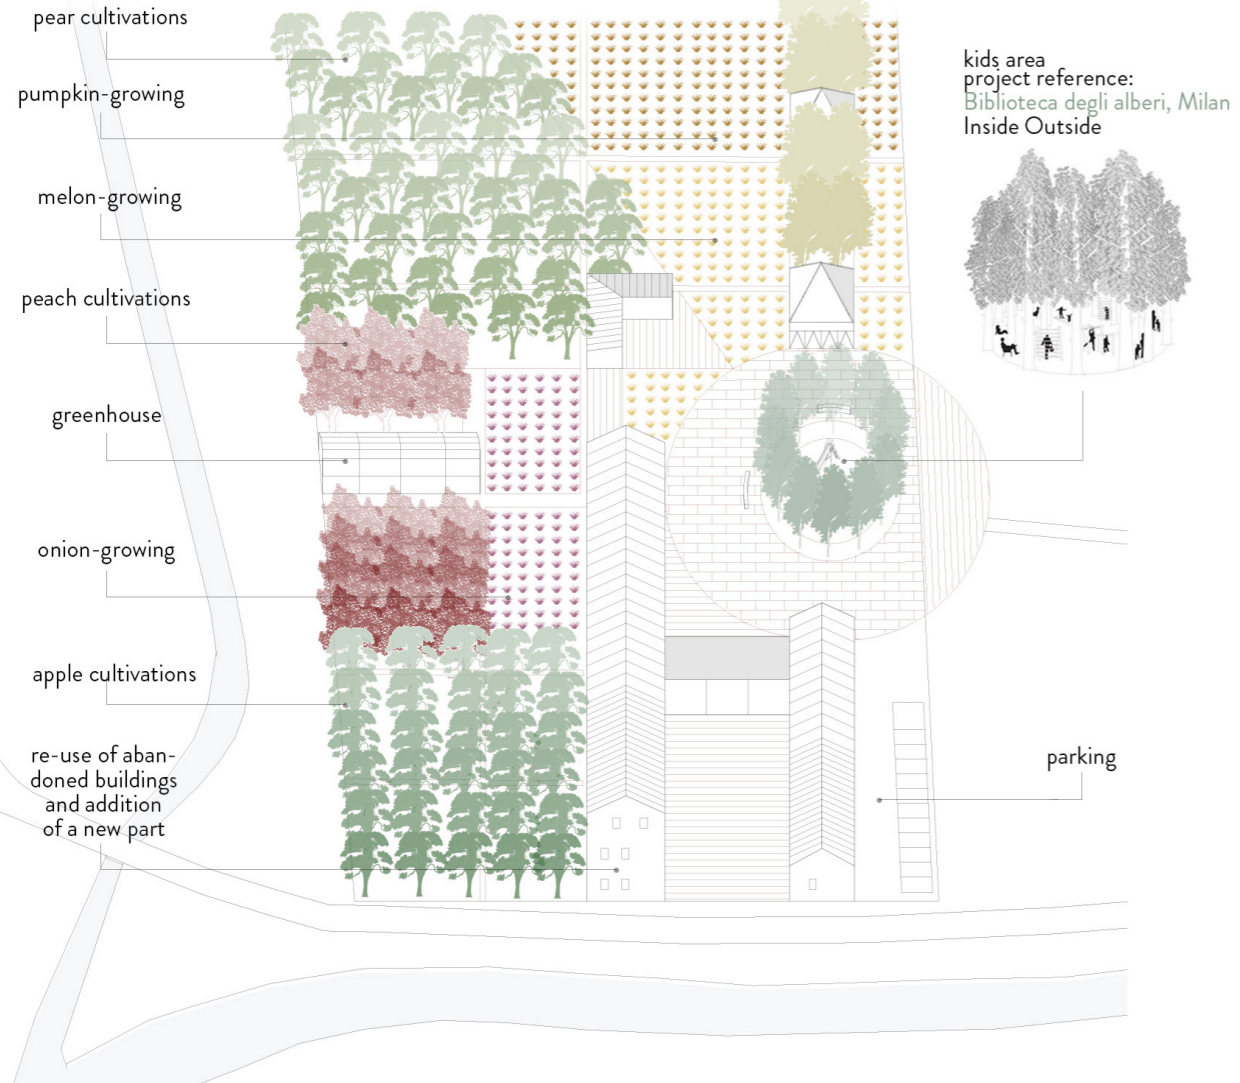 pear cultivations
pumpkin-growing
melon-growing
peach cultivations
greenhouse
onion-growing
apple cultivations
re-use of aban-
doned buildings
and addition
of a new part
kids area
project reference:
Biblioteca degli alberi, Milan
Inside Outside
parking